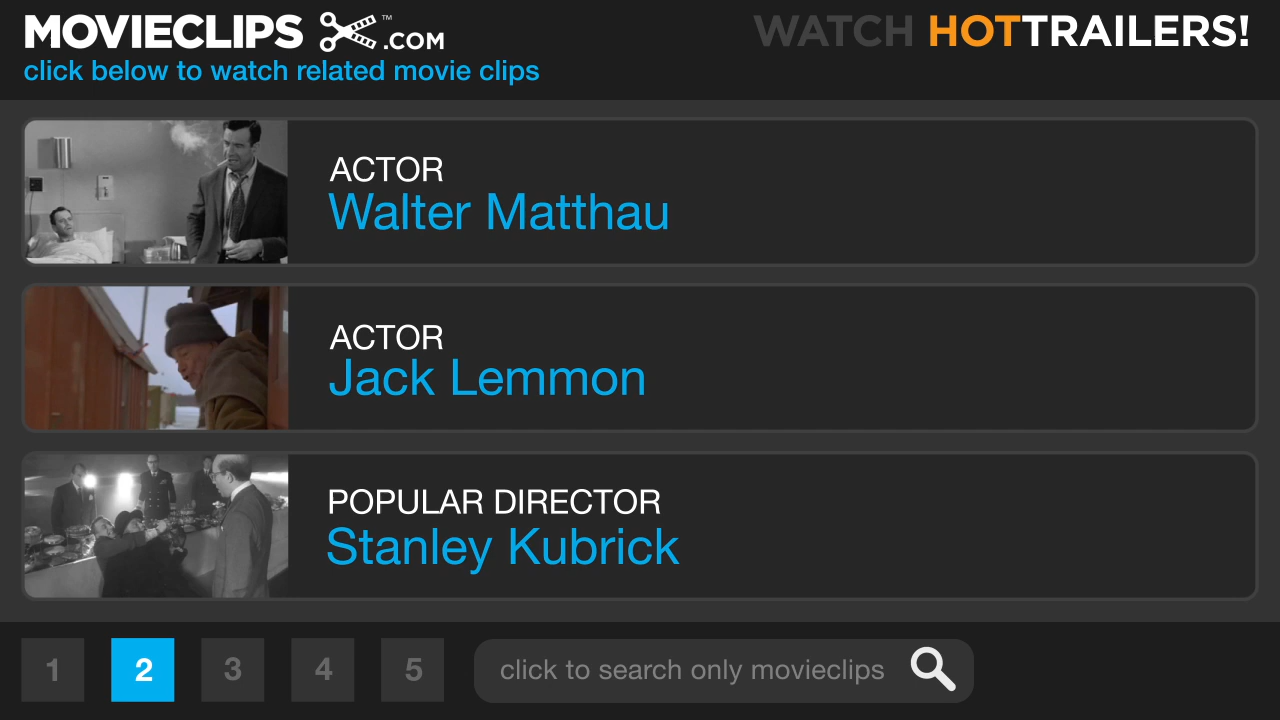 MOVIECLIPS ™ .COM
WATCH HOTTRAILERS!
click below to watch related movie clips
ACTOR
Walter Matthau
ACTOR
Jack Lemmon
POPULAR DIRECTOR
Stanley Kubrick
1 2 3 4 5 click to search only movieclips